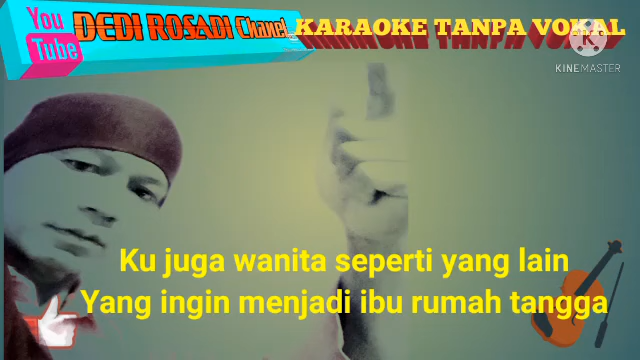 You
Tube
DEDI ROSADI Chanel
KARAOKE TANPA VOKAL
K
KINEMASTER
Ku juga wanita seperti yang lain
Yang ingin menjadi ibu rumah tangga